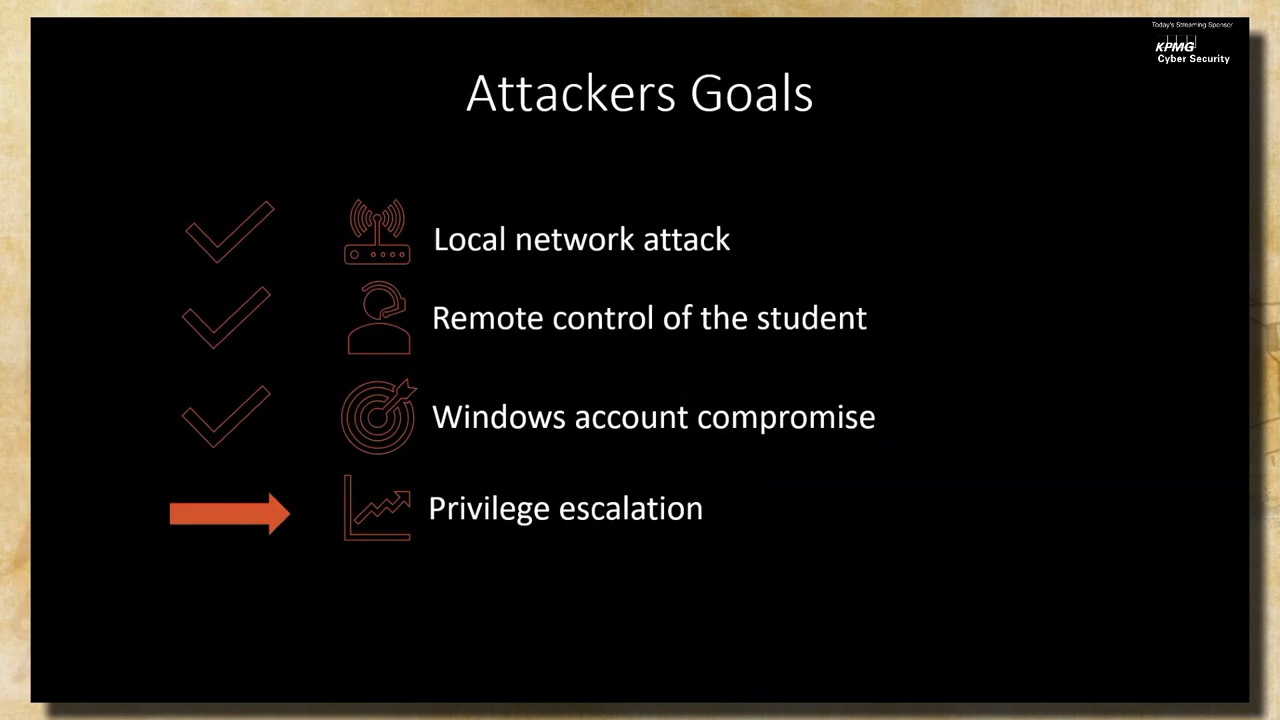 Today's Streaming Sponsor
KPMG
Cyber Security
Attackers Goals
Local network attack
Remote control of the student
Windows account compromise
Privilege escalation